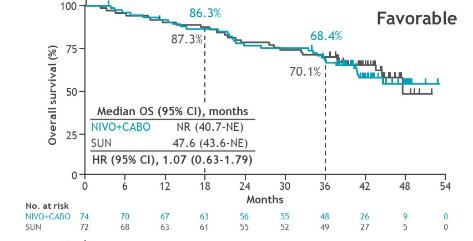 Favorable
Overall survival (%)
100
75
50
25
0
86.3%
87.3%
68.4%
70.1%
Median OS (95% CI), months
NIVO+CABO NR (40.7-NE)
SUN 47.6 (43.6-NE)
HR (95% CI), 1.07 (0.63-1.79)
0 6 12 18 24 30 36 42 48 54
Months
No. at risk
NIVO+CABO 74 70 67 63 56 55 48 26 9 0
SUN 72 68 63 61 55 52 49 27 5 0